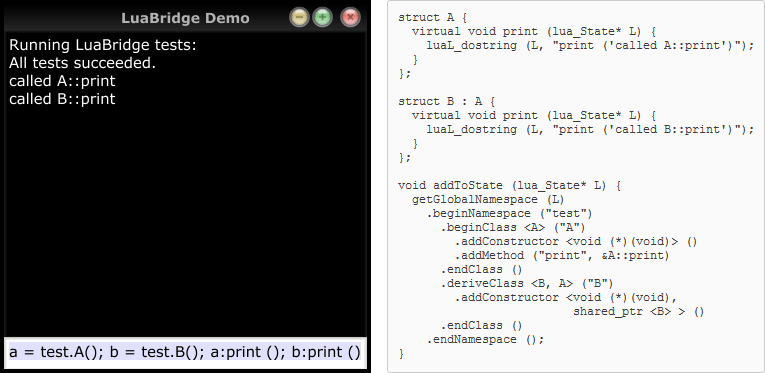 LuaBridge Demo
Running LuaBridge tests:
All tests succeeded.
called A::print
called B::print
a = test.A(); b = test.B(); a:print (); b:print ()
struct A {
  virtual void print (lua_State* L) {
    luaL_dostring (L, "print ('called A::print')");
  }
};

struct B : A {
  virtual void print (lua_State* L) {
    luaL_dostring (L, "print ('called B::print')");
  }
};

void addToState (lua_State* L) {
  getGlobalNamespace (L)
    .beginNamespace ("test")
      .beginClass <A> ("A")
        .addConstructor <void (*)(void)> ()
        .addMethod ("print", &A::print)
      .endClass ()
      .deriveClass <B, A> ("B")
        .addConstructor <void (*)(void),
                         shared_ptr <B> > ()
      .endClass ()
    .endNamespace ();
}